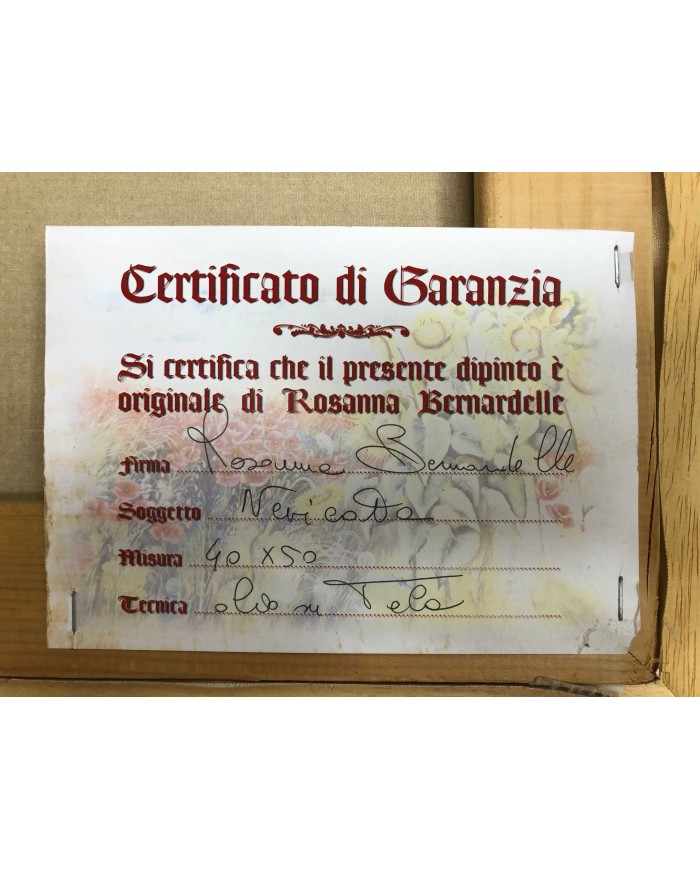 Certificato di Garanzia
Si certifica che il presente dipinto è
originale di Rosanna Bernardelle
Firma Rosanna Bernardelle
Soggetto Nevicata
Misura 40 x 50
Tecnica olio su Tela